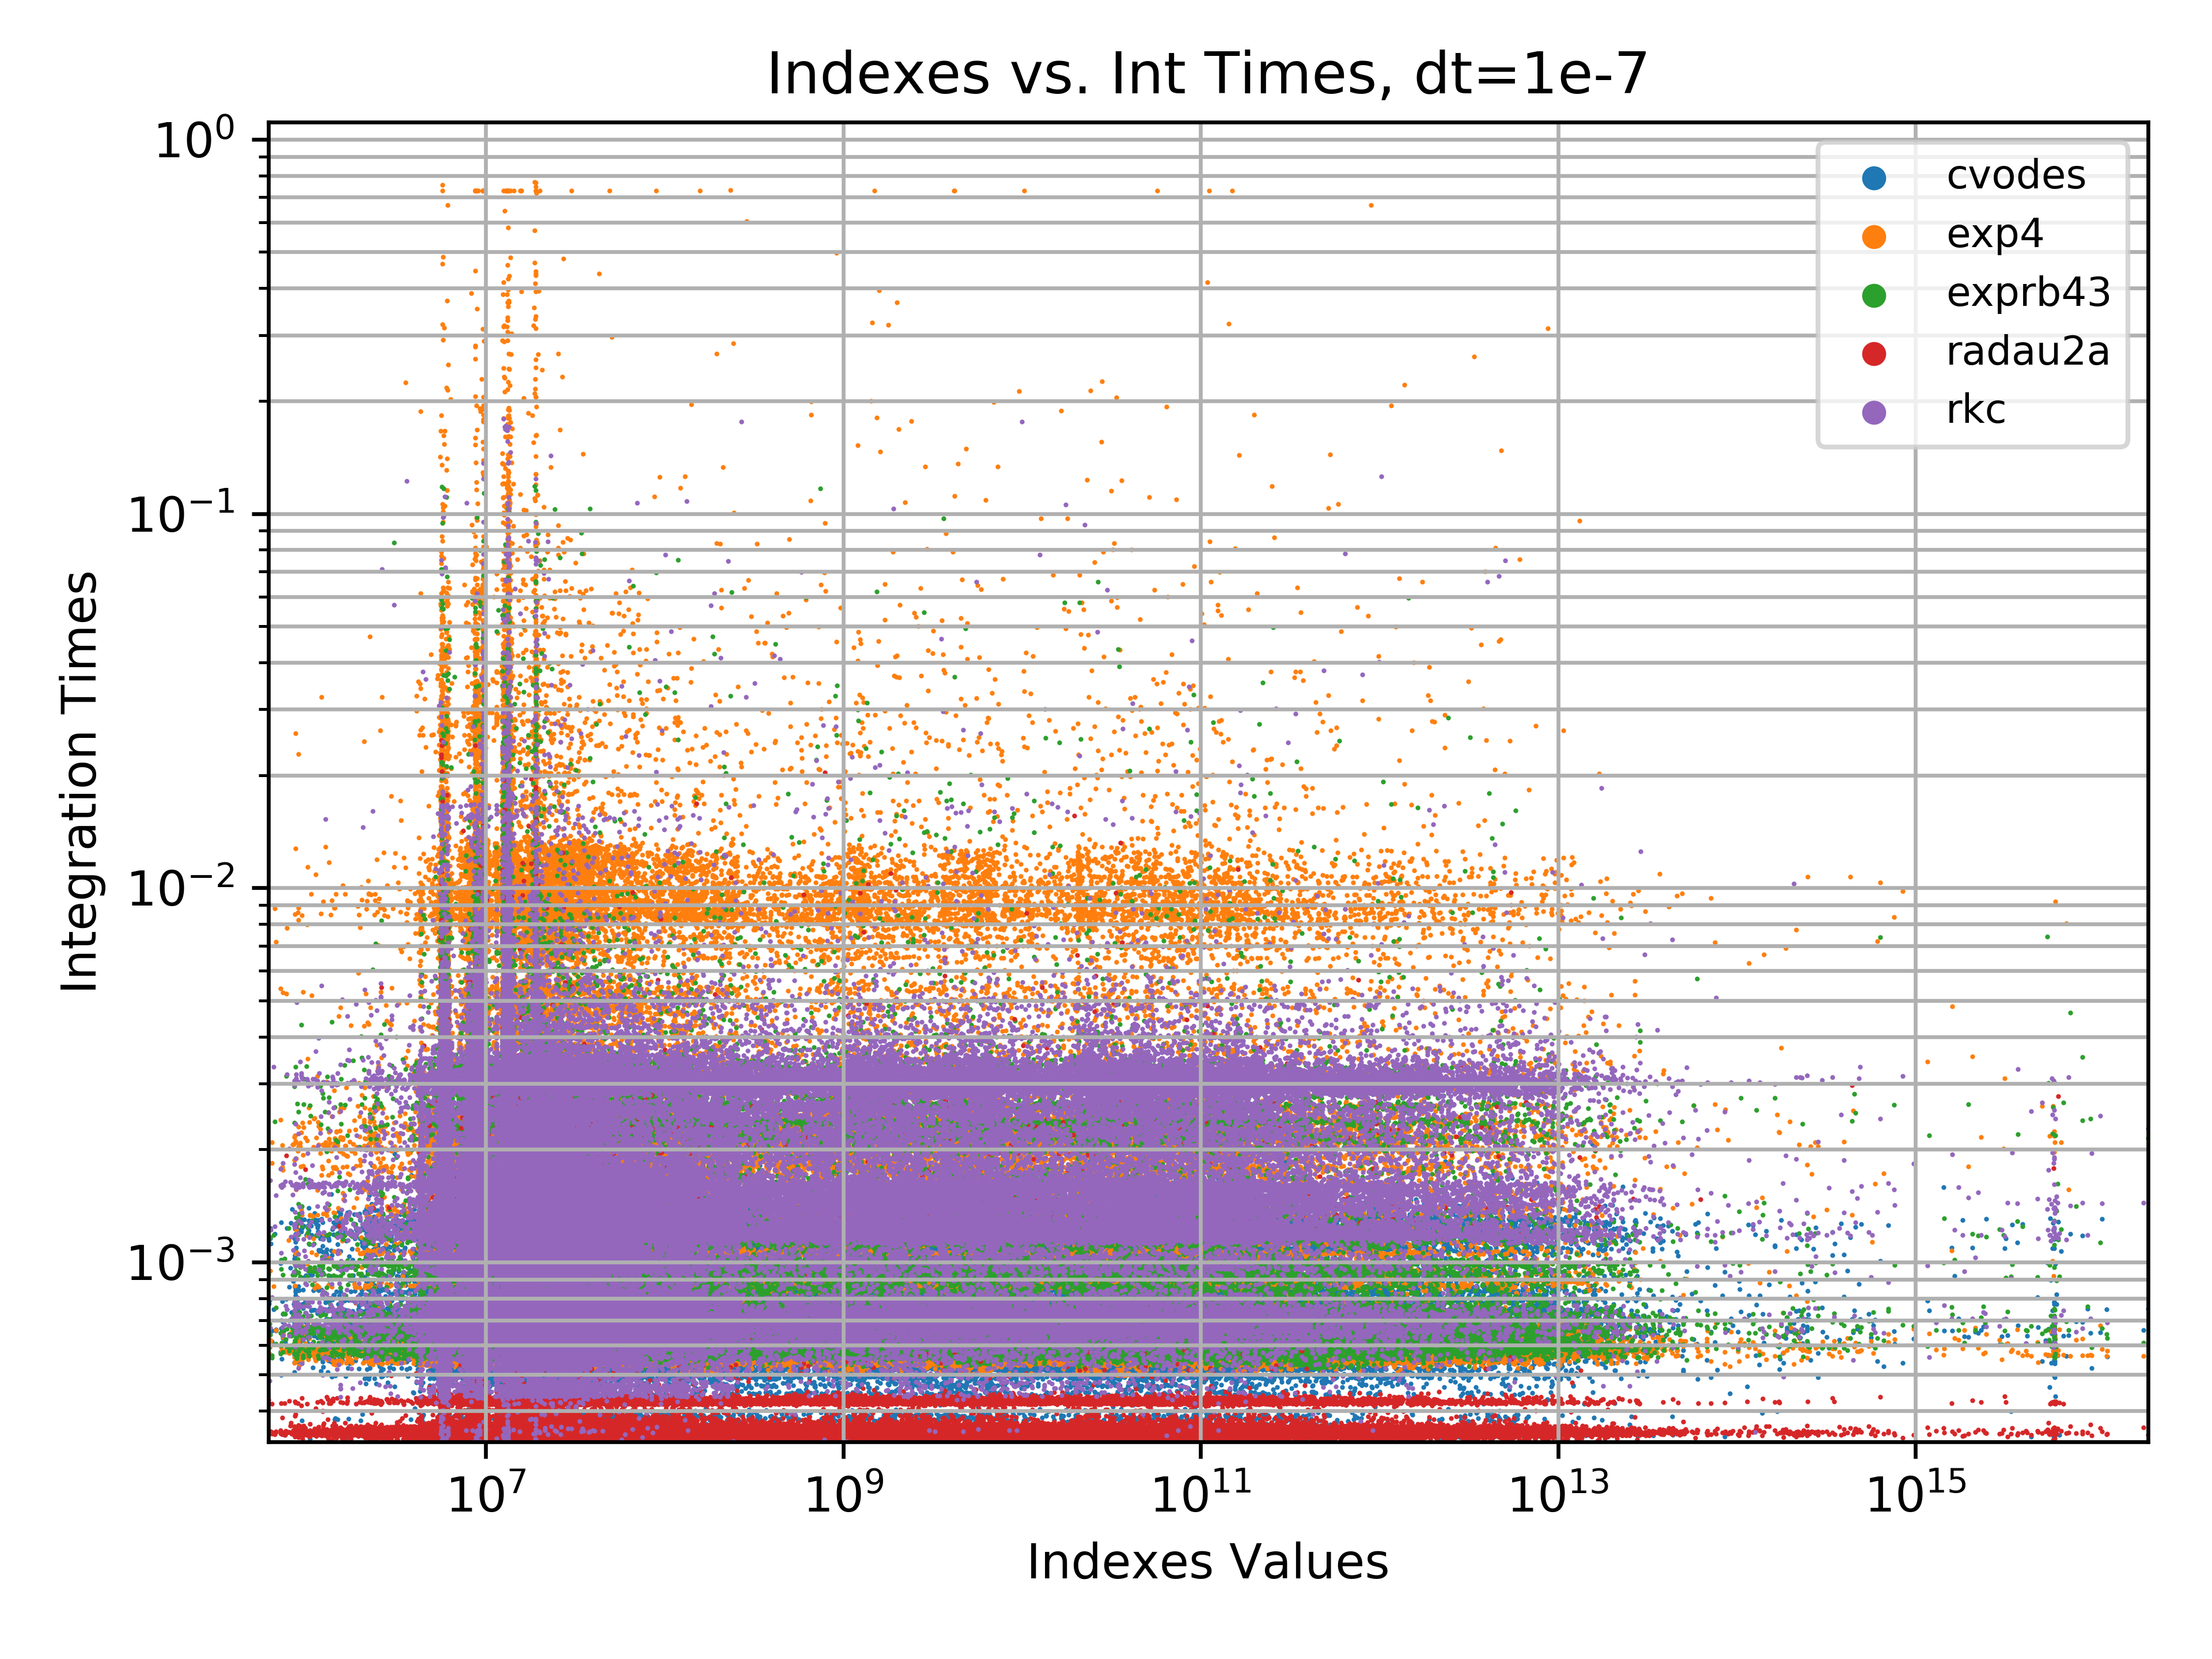 Indexes vs. Int Times, dt=1e-7
10⁰
10⁻¹
10⁻²
10⁻³
Integration Times
cvodes
exp4
exprb43
radau2a
rkc
10⁷
10⁹
10¹¹
10¹³
10¹⁵
Indexes Values